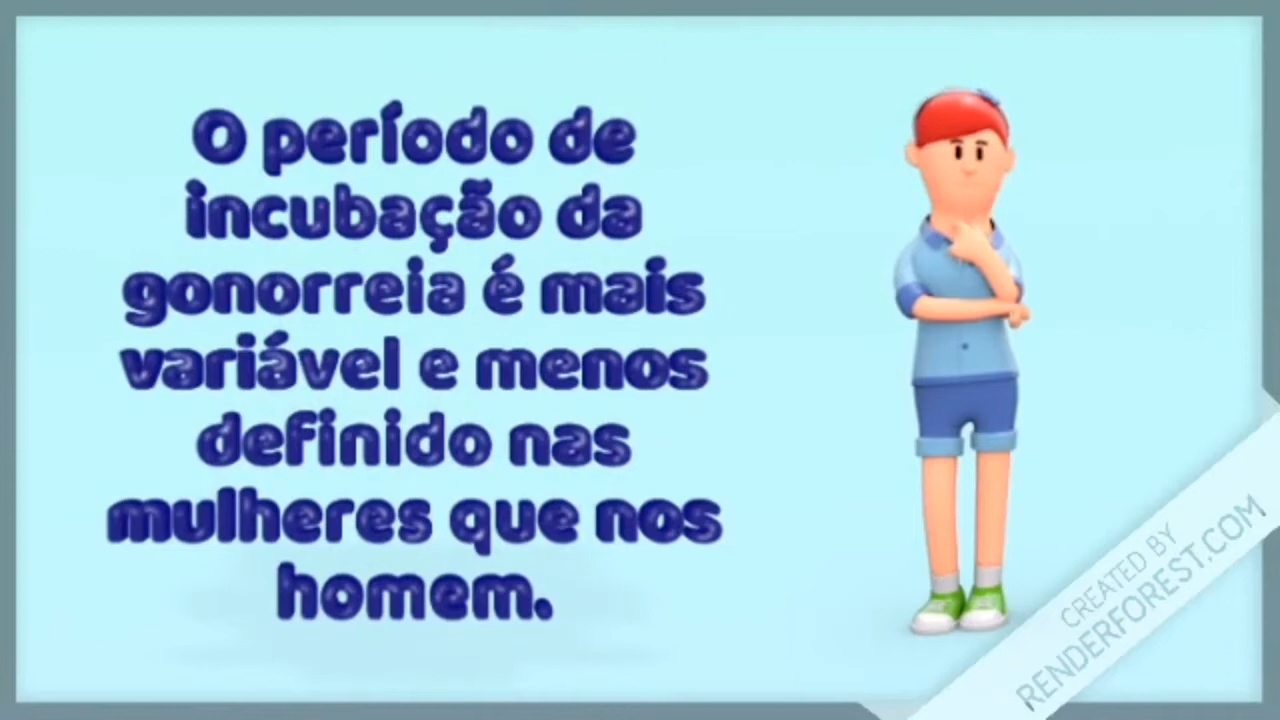 O período de
incubação da
gonorreia é mais
variável e menos
definido nas
mulheres que nos
homem.
CREATED BY
RENDERFOREST.COM